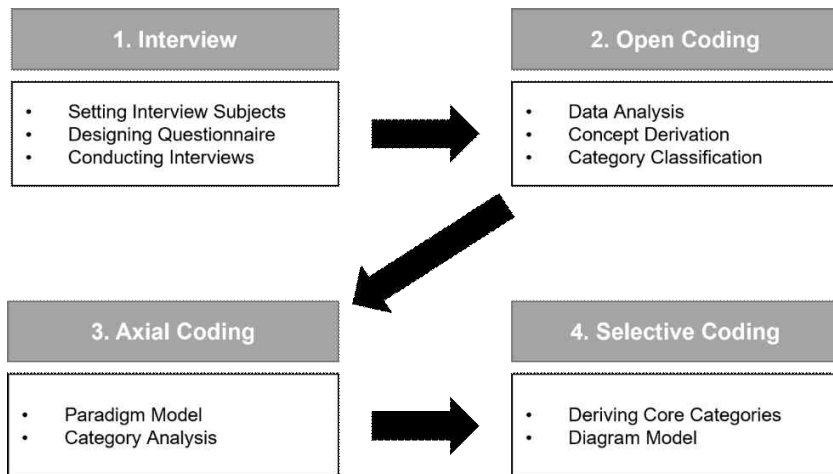 1. Interview
• Setting Interview Subjects
• Designing Questionnaire
• Conducting Interviews
2. Open Coding
• Data Analysis
• Concept Derivation
• Category Classification
3. Axial Coding
• Paradigm Model
• Category Analysis
4. Selective Coding
• Deriving Core Categories
• Diagram Model